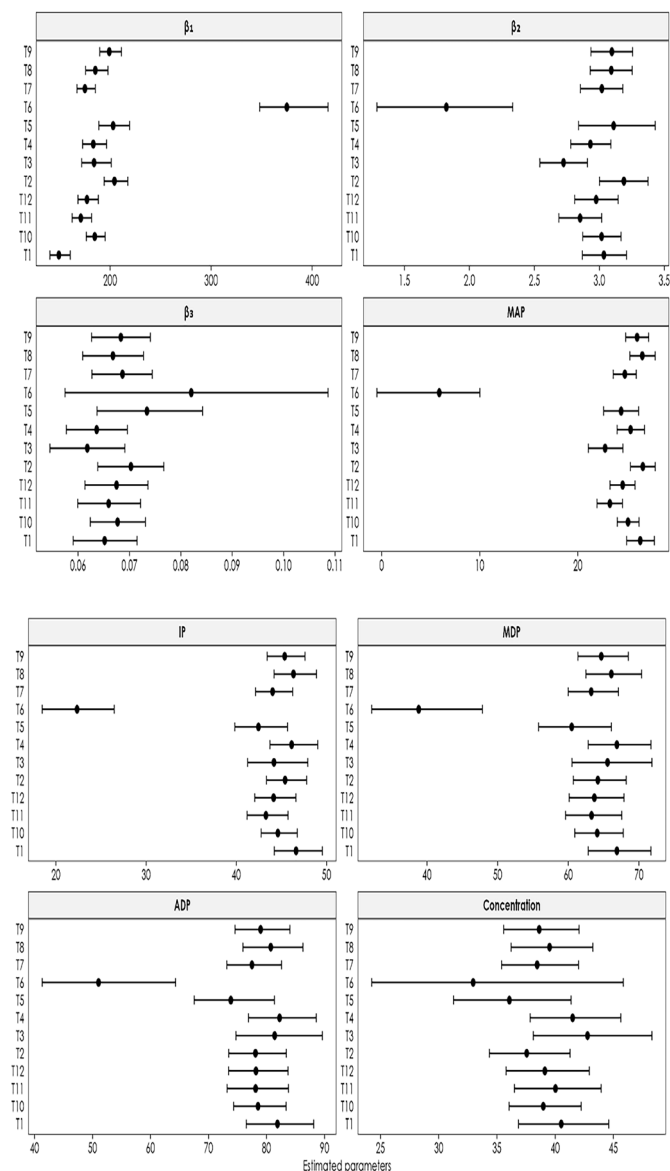 β₁ β₂
T9 T9
T8 T8
T7 T7
T6 T6
T5 T5
T4 T4
T3 T3
T2 T2
T12 T12
T11 T11
T10 T10
T1 T1
200 300 400 1.5 2.0 2.5 3.0 3.5
β₃ MAP
T9 T9
T8 T8
T7 T7
T6 T6
T5 T5
T4 T4
T3 T3
T2 T2
T12 T12
T11 T11
T10 T10
T1 T1
0.06 0.07 0.08 0.09 0.10 0.11 0 10 20
IP MDP
T9 T9
T8 T8
T7 T7
T6 T6
T5 T5
T4 T4
T3 T3
T2 T2
T12 T12
T11 T11
T10 T10
T1 T1
20 30 40 50 40 50 60 70
ADP Concentration
T9 T9
T8 T8
T7 T7
T6 T6
T5 T5
T4 T4
T3 T3
T2 T2
T12 T12
T11 T11
T10 T10
T1 T1
40 50 60 70 80 90 25 30 35 40 45
Estimated parameters